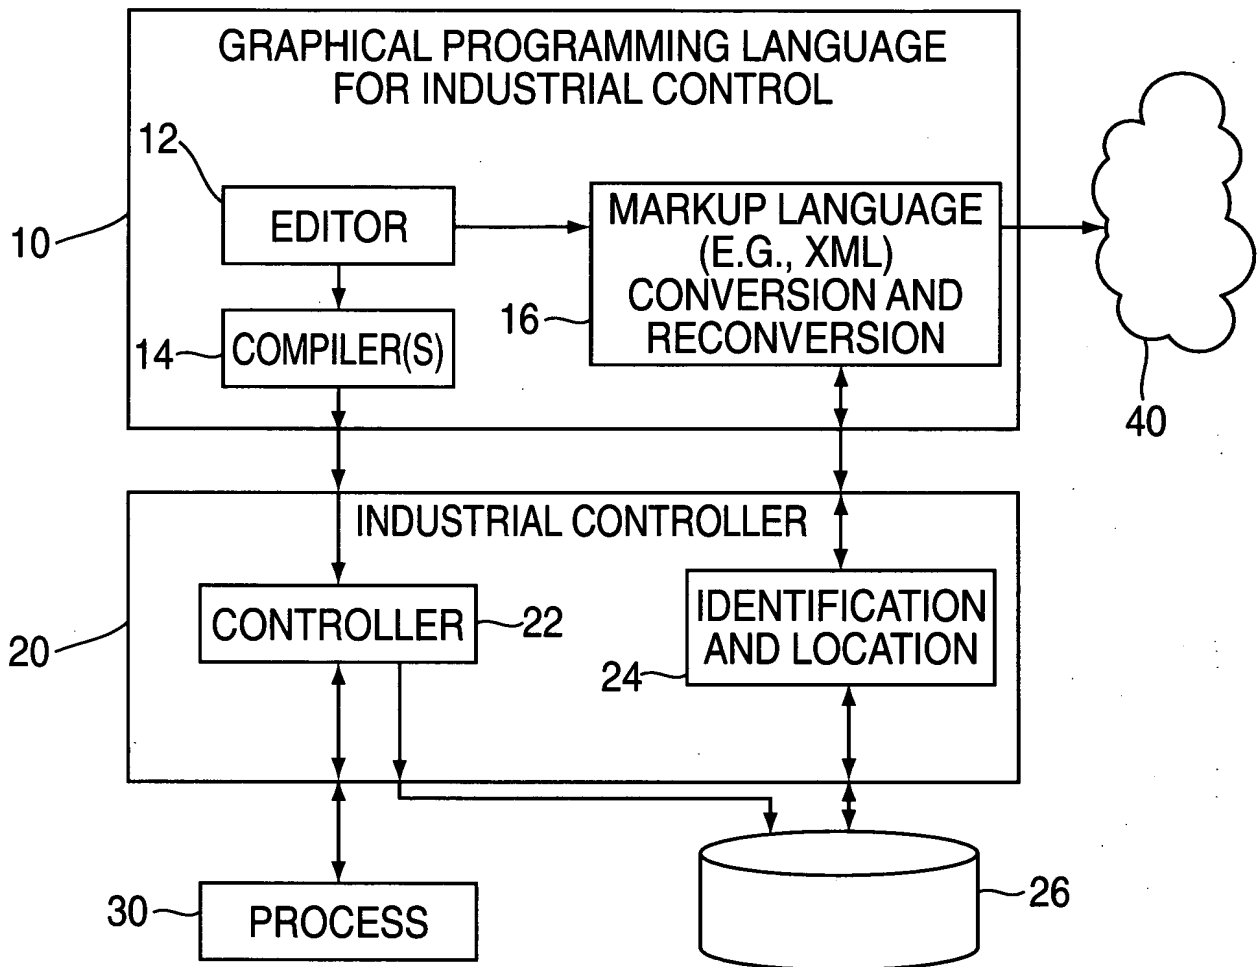 GRAPHICAL PROGRAMMING LANGUAGE
FOR INDUSTRIAL CONTROL
12
10
EDITOR
MARKUP LANGUAGE
(E.G., XML)
CONVERSION AND
RECONVERSION
16
14
COMPILER(S)
40
INDUSTRIAL CONTROLLER
20
CONTROLLER
22
IDENTIFICATION
AND LOCATION
24
30
PROCESS
26